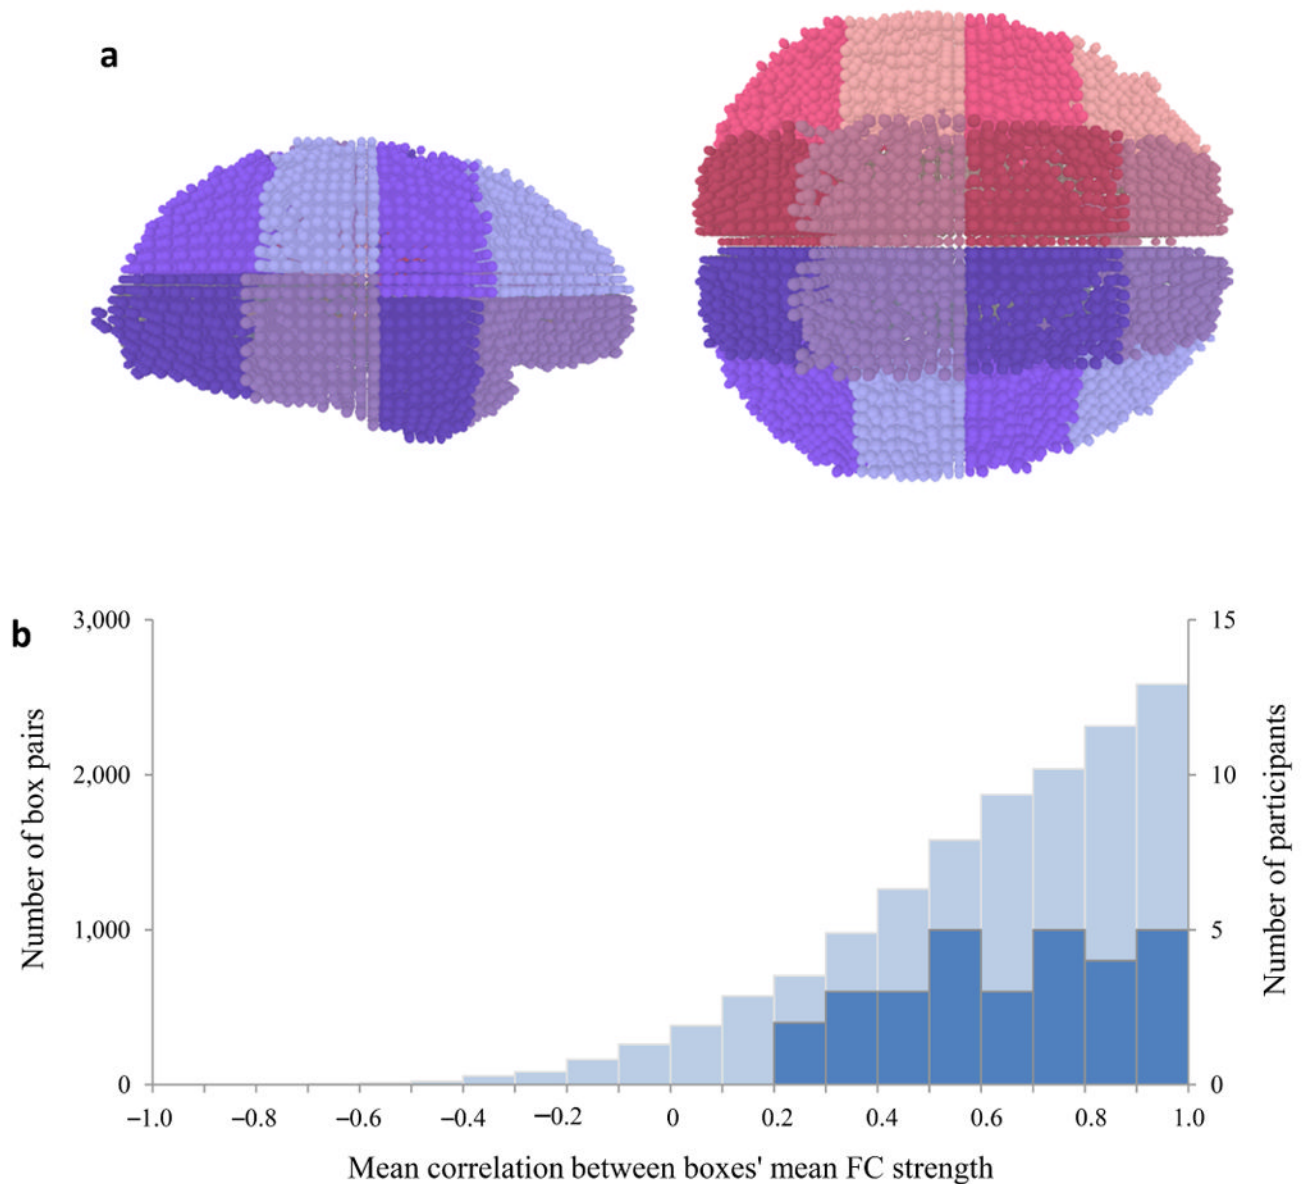 a
b
3,000
2,000
1,000
0
Number of box pairs
15
10
5
0
Number of participants
−1.0 −0.8 −0.6 −0.4 −0.2 0 0.2 0.4 0.6 0.8 1.0
Mean correlation between boxes' mean FC strength